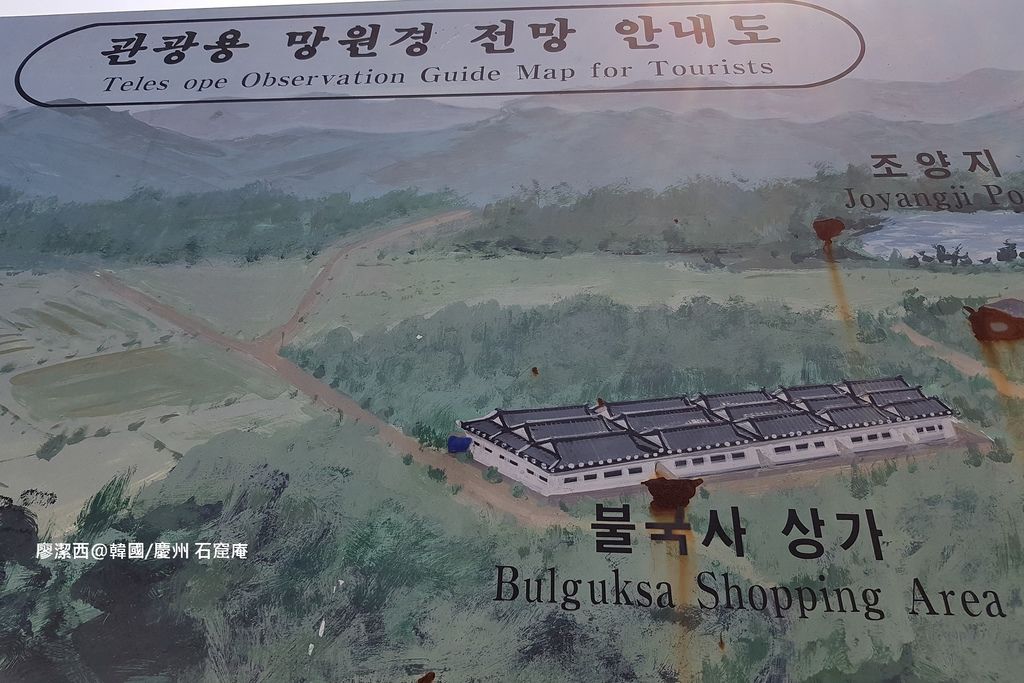 관광용 망원경 전망 안내도
Teles ope Observation Guide Map for Tourists
조양지
Joyangji Po
불국사 상가
Bulguksa Shopping Area
廖潔西@韓國/慶州 石窟庵